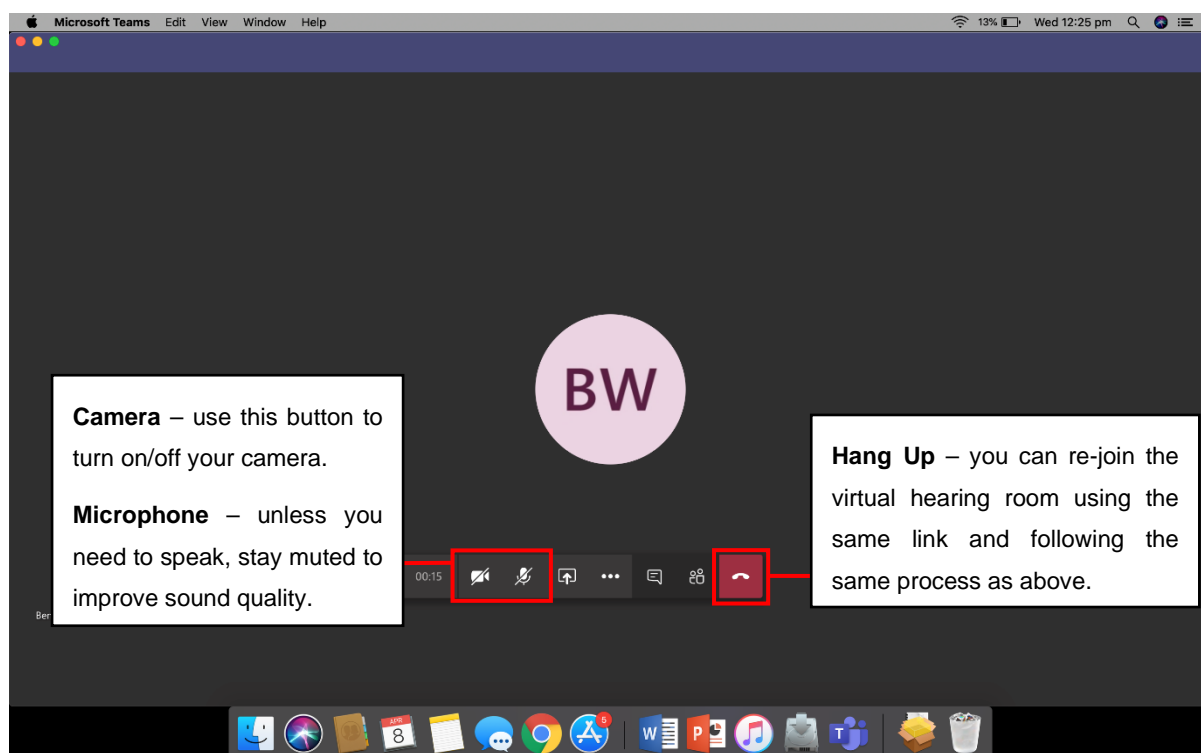 Microsoft Teams Edit View Window Help 13% Wed 12:25 pm
BW
Camera – use this button to
turn on/off your camera.
Microphone – unless you
need to speak, stay muted to
improve sound quality.
Hang Up – you can re-join the
virtual hearing room using the
same link and following the
same process as above.
00:15
Ber
APR
8
5
W
P
T